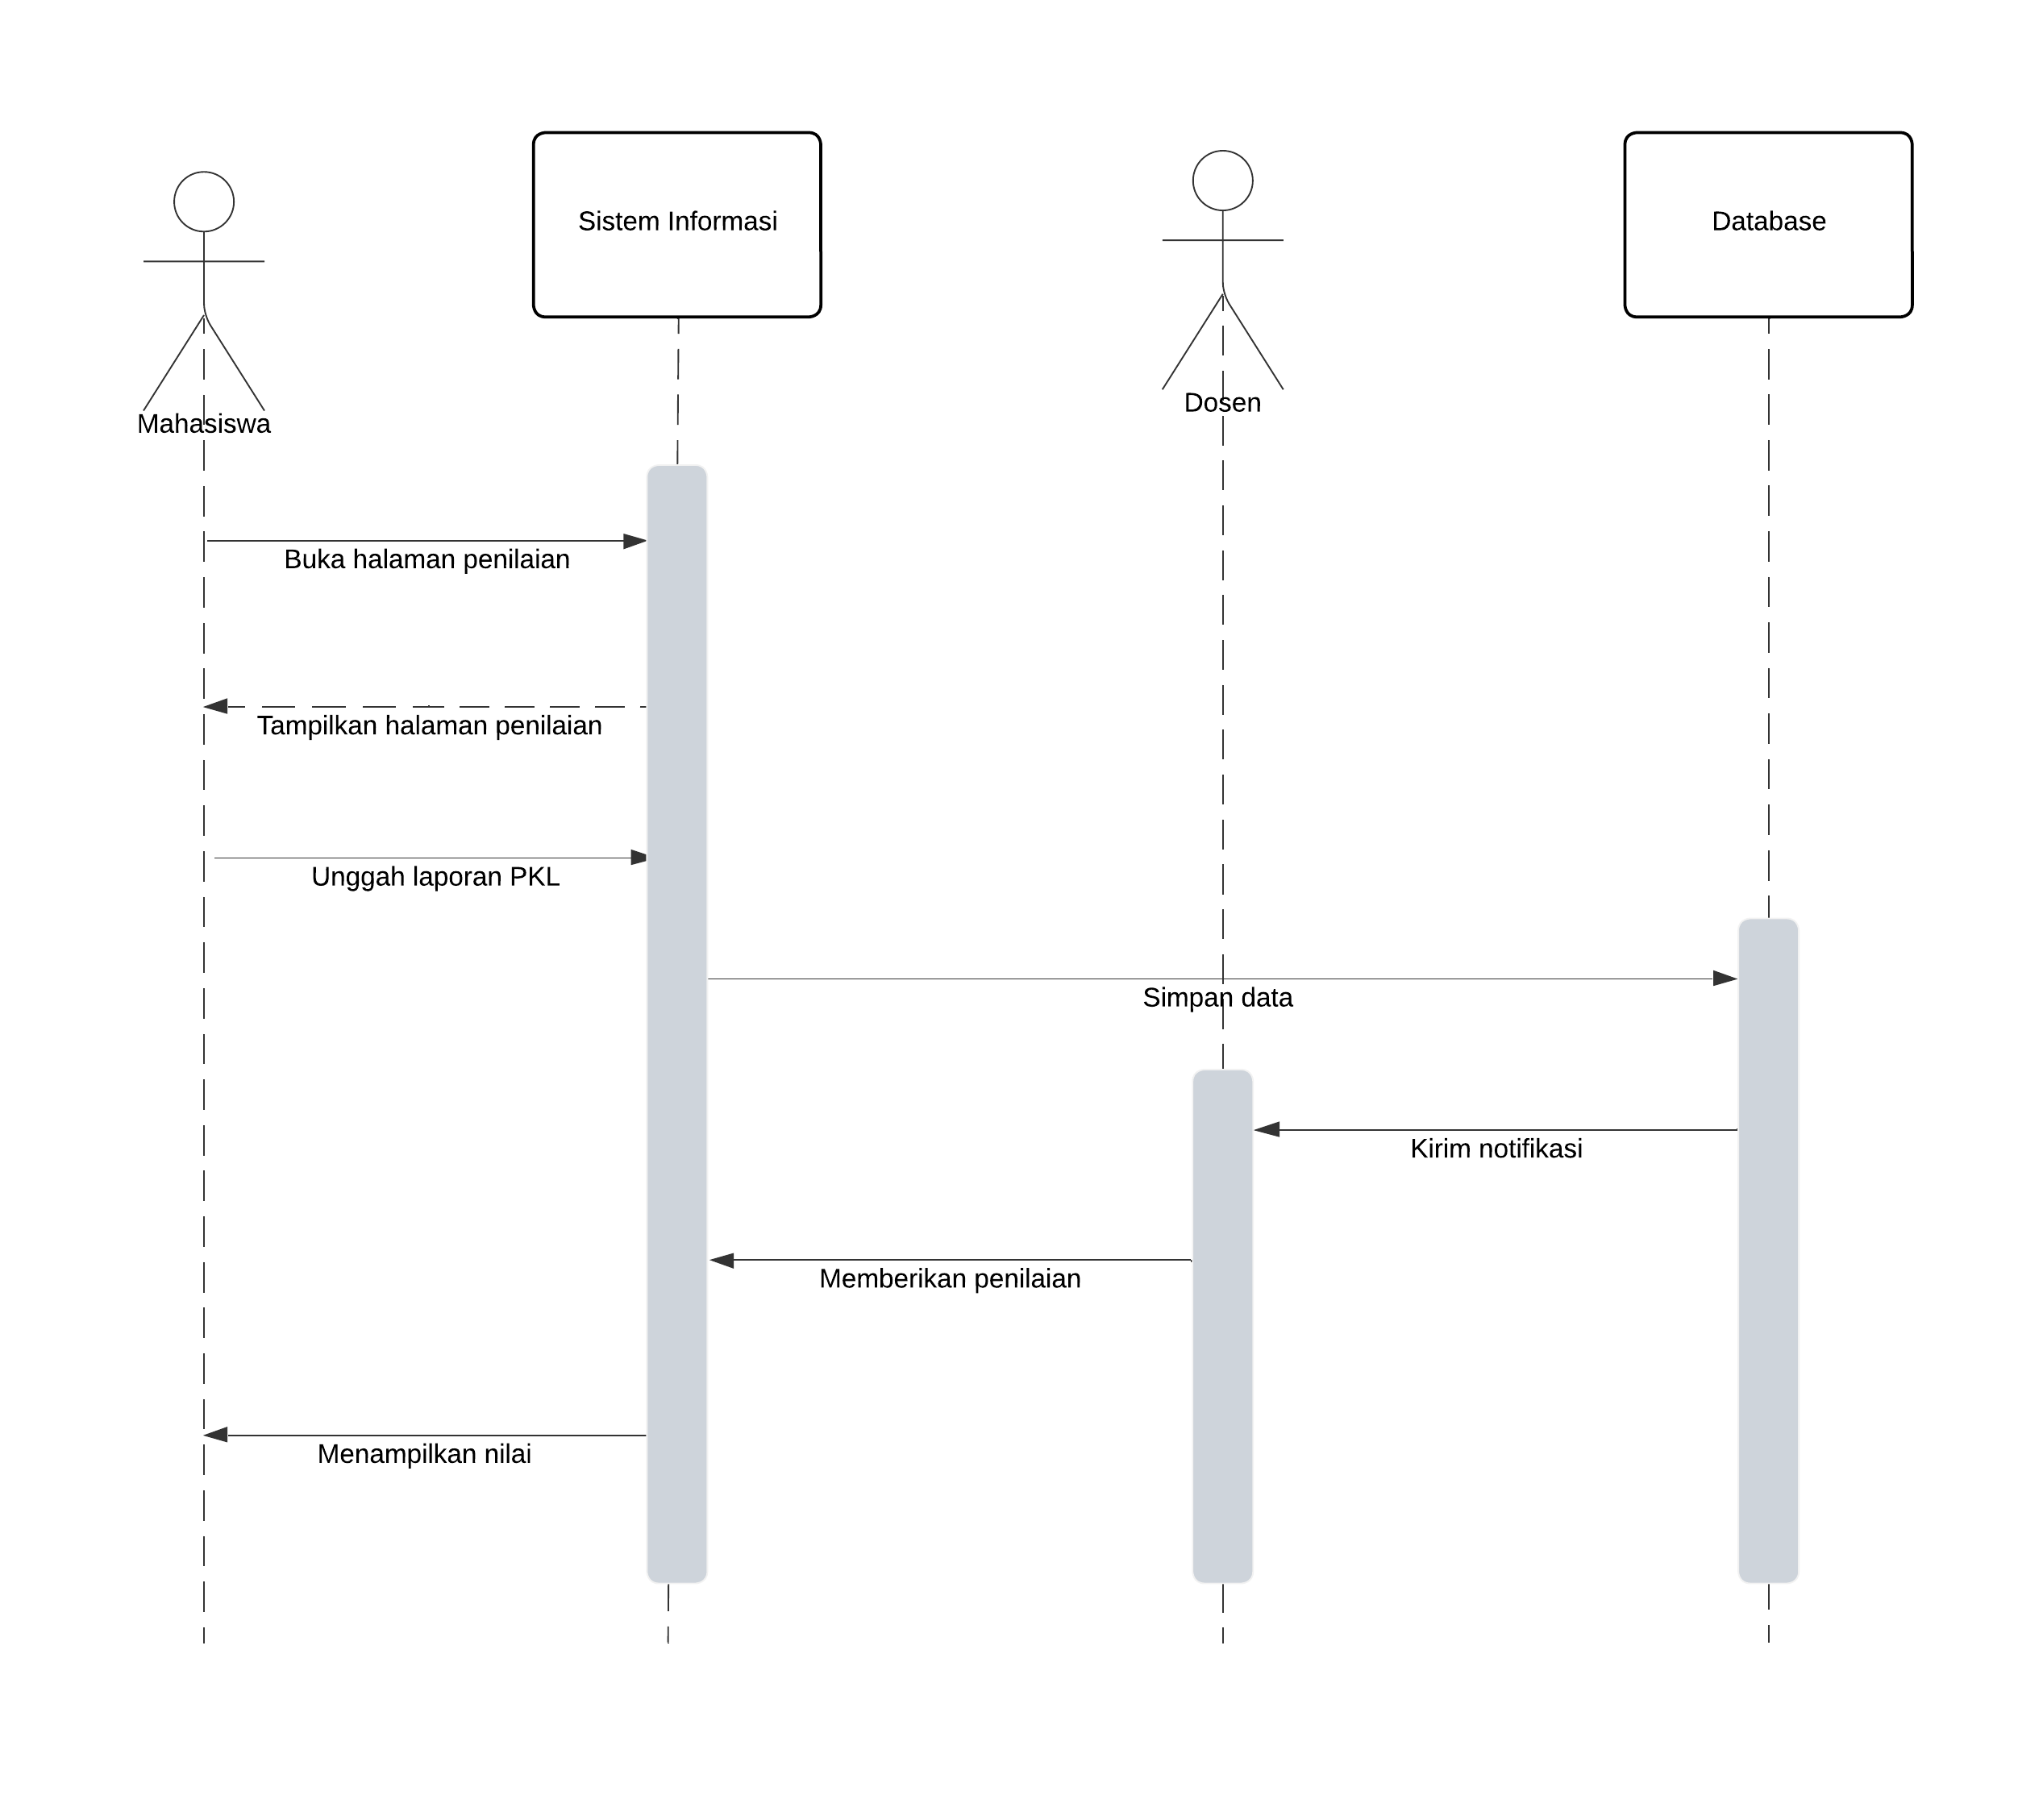 Sistem Informasi
Database
Dosen
Mahasiswa
Buka halaman penilaian
Tampilkan halaman penilaian
Unggah laporan PKL
Simpan data
Kirim notifikasi
Memberikan penilaian
Menampilkan nilai